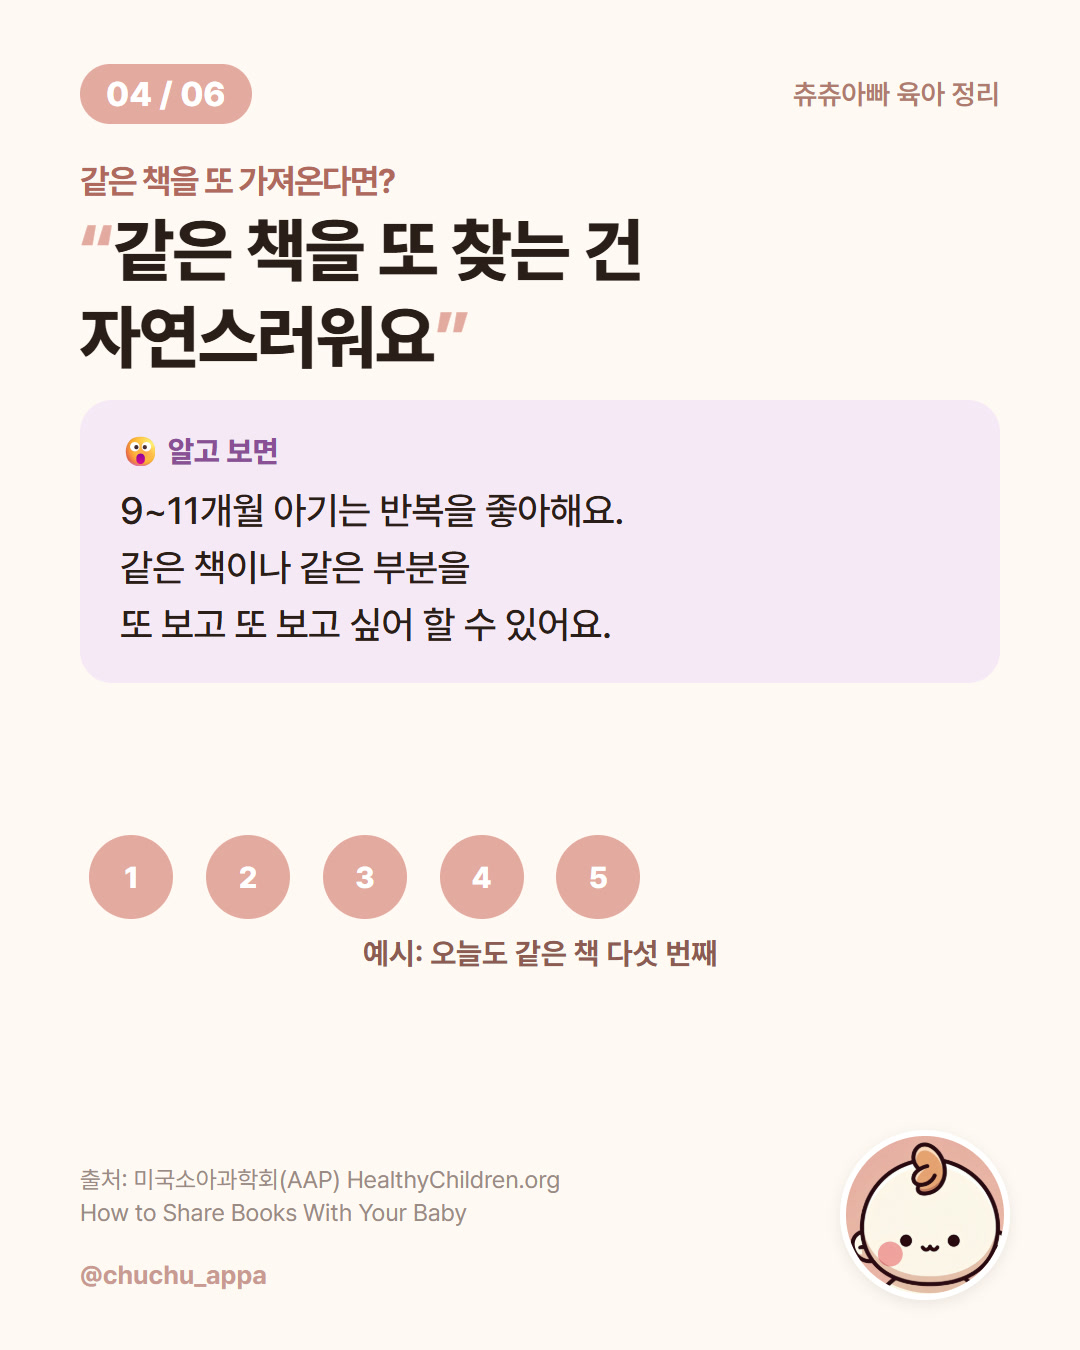 04 / 06
츄츄아빠 육아 정리
같은 책을 또 가져온다면?
“같은 책을 또 찾는 건
자연스러워요”
알고 보면
9~11개월 아기는 반복을 좋아해요.
같은 책이나 같은 부분을
또 보고 또 보고 싶어 할 수 있어요.
1 2 3 4 5
예시: 오늘도 같은 책 다섯 번째
출처: 미국소아과학회(AAP) HealthyChildren.org
How to Share Books With Your Baby
@chuchu_appa